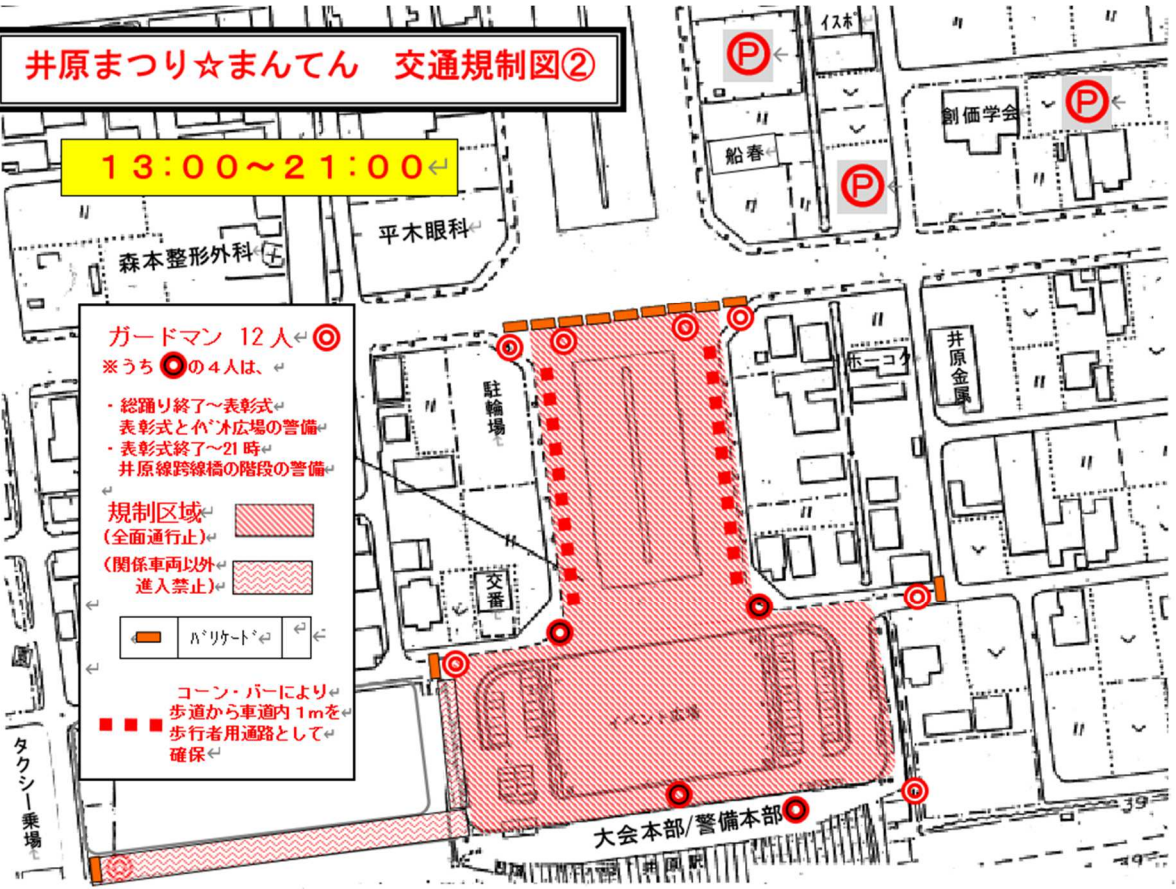 井原まつり☆まんてん 交通規制図②
13:00～21:00
イスポ
P
P
P
創価学会
船春
平木眼科
森本整形外科
ガードマン 12人
※うち の4人は、
・総踊り終了～表彰式
表彰式とイベント広場の警備
・表彰式終了～21時
井原線跨線橋の階段の警備
規制区域
(全面通行止)
(関係車両以外
進入禁止)
バリケード
コーン・バーにより
歩道から車道内1mを
歩行者用通路として
確保
駐輪場
交番
ホーコク
井原金属
イベント広場
タクシー乗場
大会本部/警備本部
井原駅
39